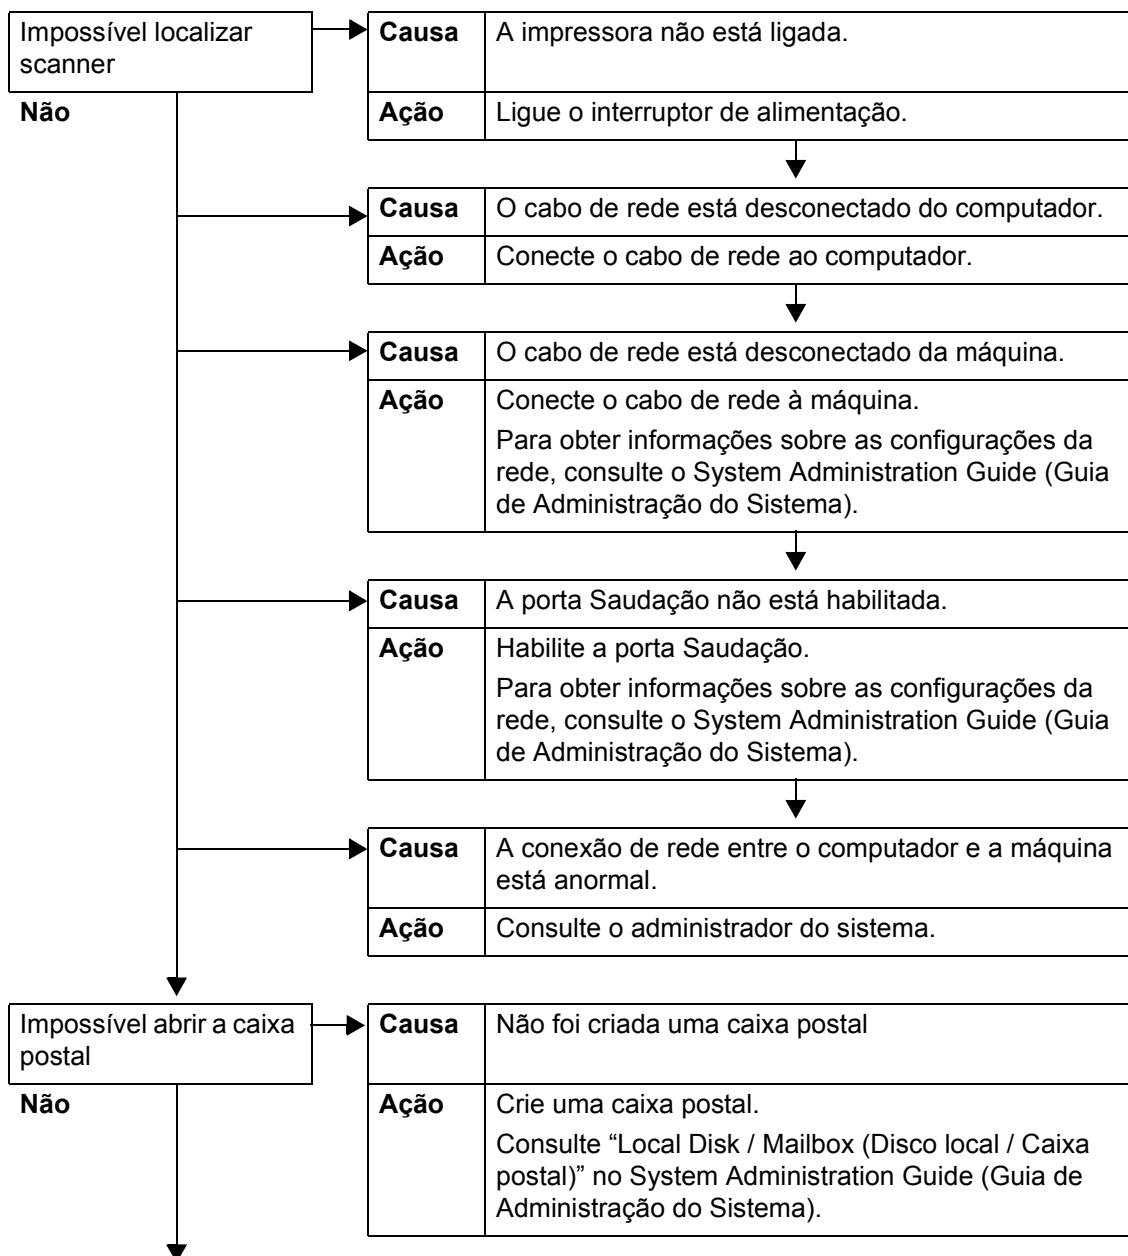 Impossível localizar
scanner
Causa
A impressora não está ligada.
Não
Ação
Ligue o interruptor de alimentação.
Causa
O cabo de rede está desconectado do computador.
Ação
Conecte o cabo de rede ao computador.
Causa
O cabo de rede está desconectado da máquina.
Ação
Conecte o cabo de rede à máquina.
Para obter informações sobre as configurações da
rede, consulte o System Administration Guide (Guia
de Administração do Sistema).
Causa
A porta Saudação não está habilitada.
Ação
Habilite a porta Saudação.
Para obter informações sobre as configurações da
rede, consulte o System Administration Guide (Guia
de Administração do Sistema).
Causa
A conexão de rede entre o computador e a máquina
está anormal.
Ação
Consulte o administrador do sistema.
Impossível abrir a caixa
postal
Causa
Não foi criada uma caixa postal
Não
Ação
Crie uma caixa postal.
Consulte “Local Disk / Mailbox (Disco local / Caixa
postal)” no System Administration Guide (Guia de
Administração do Sistema).